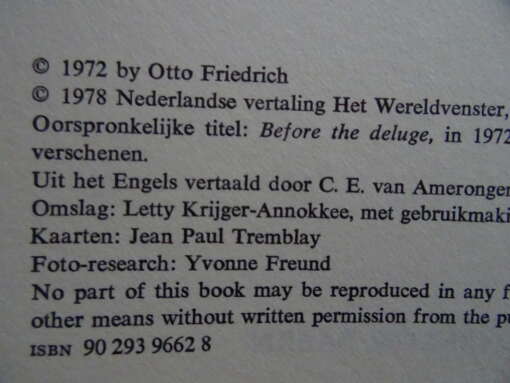 © 1972 by Otto Friedrich
© 1978 Nederlandse vertaling Het Wereldvenster,
Oorspronkelijke titel: Before the deluge, in 1972
verschenen.
Uit het Engels vertaald door C. E. van Amerongen
Omslag: Letty Krijger-Annokkee, met gebruikmaki
Kaarten: Jean Paul Tremblay
Foto-research: Yvonne Freund
No part of this book may be reproduced in any f
other means without written permission from the pu
ISBN 90 293 9662 8